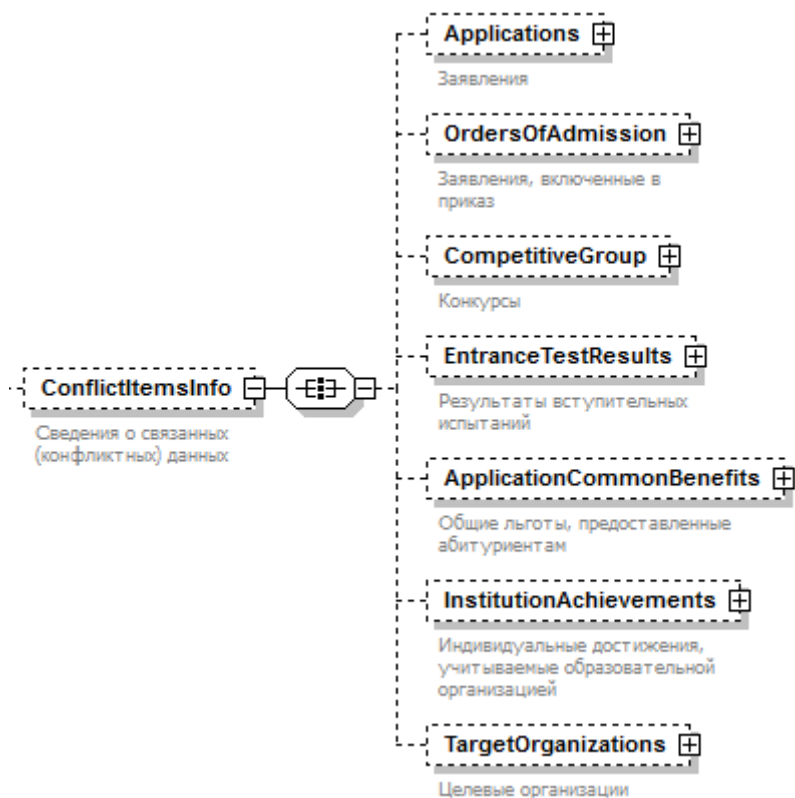 Applications
Заявления
OrdersOfAdmission
Заявления, включенные в
приказ
CompetitiveGroup
Конкурсы
EntranceTestResults
Результаты вступительных
испытаний
ConflictItemsInfo
Сведения о связанных
(конфликтных) данных
ApplicationCommonBenefits
Общие льготы, предоставленные
абитуриентам
InstitutionAchievements
Индивидуальные достижения,
учитываемые образовательной
организацией
TargetOrganizations
Целевые организации